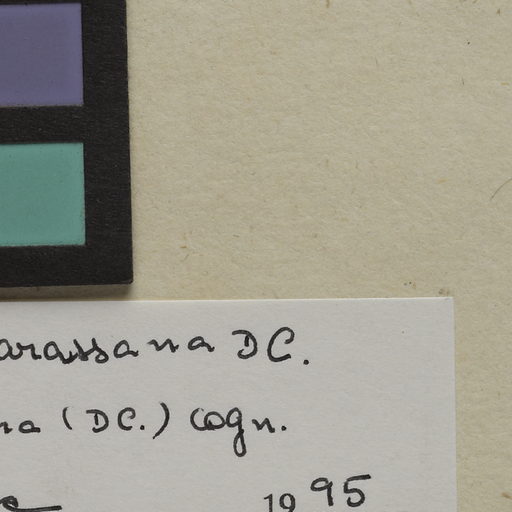 arassana DC.
na (DC.) Cogn.
1995